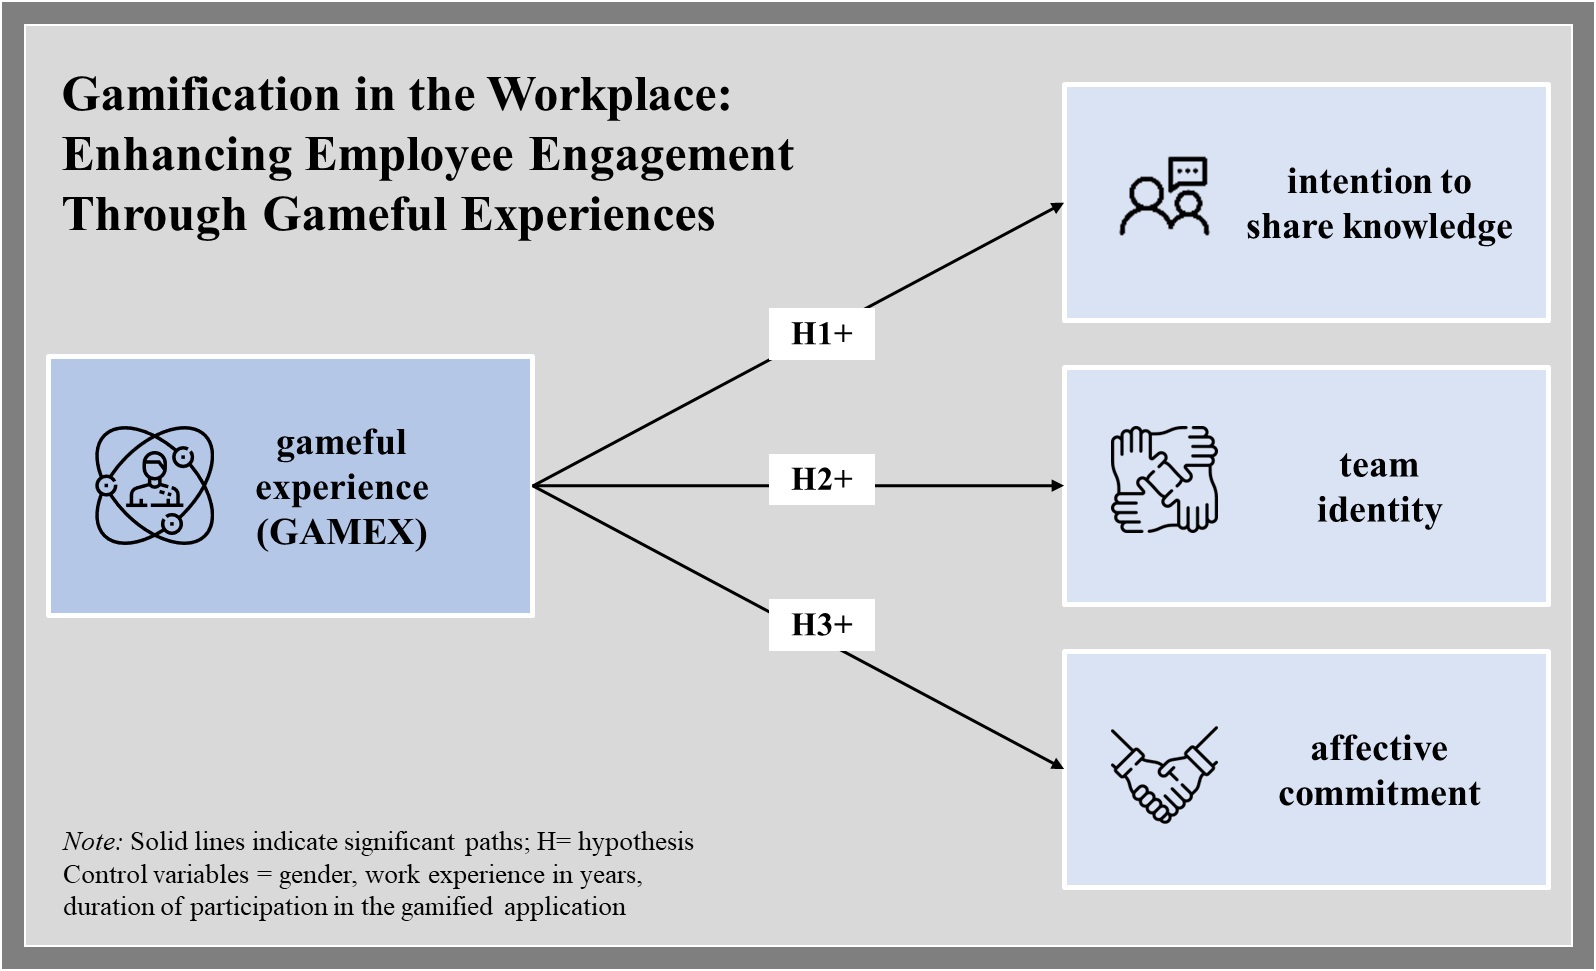 Gamification in the Workplace:
Enhancing Employee Engagement
Through Gameful Experiences
intention to
share knowledge
H1+
gameful
experience
(GAMEX)
H2+
team
identity
H3+
affective
commitment
Note: Solid lines indicate significant paths; H= hypothesis
Control variables = gender, work experience in years,
duration of participation in the gamified application